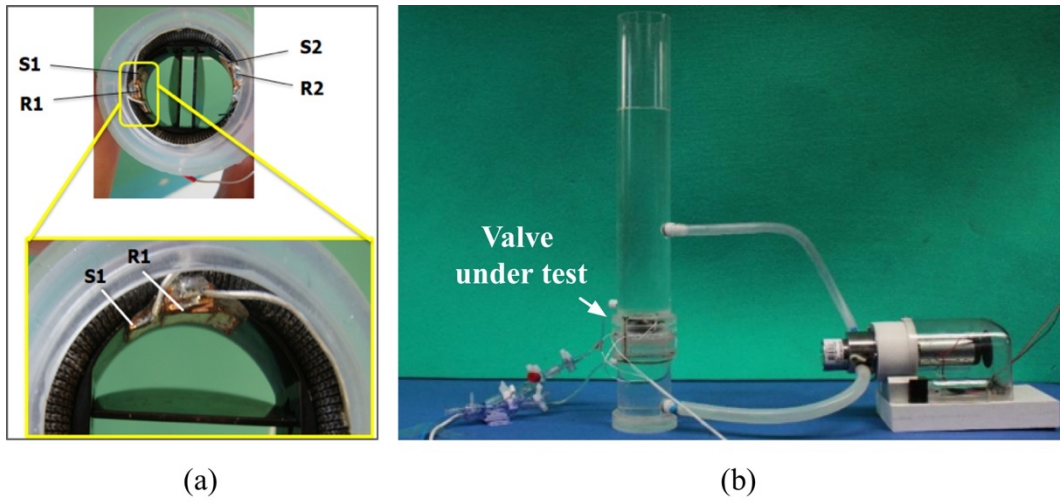 S1
R1
S2
R2
R1
S1
Valve
under test
(a)
(b)